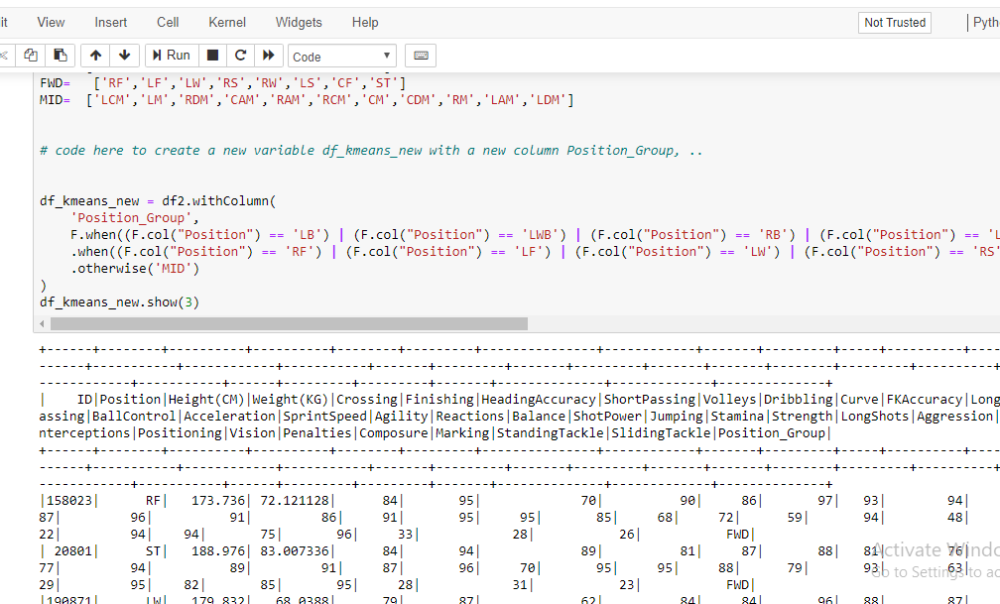 it View Insert Cell Kernel Widgets Help Not Trusted Pyth
Run Code
FWD= ['RF','LF','LW','RS','RW','LS','CF','ST']
MID= ['LCM','LM','RDM','CAM','RAM','RCM','CM','CDM','RM','LAM','LDM']
# code here to create a new variable df_kmeans_new with a new column Position_Group, ..
df_kmeans_new = df2.withColumn(
'Position_Group',
F.when((F.col("Position") == 'LB') | (F.col("Position") == 'LWB') | (F.col("Position") == 'RB') | (F.col("Position") == 'L
.when((F.col("Position") == 'RF') | (F.col("Position") == 'LF') | (F.col("Position") == 'LW') | (F.col("Position") == 'RS'
.otherwise('MID')
)
df_kmeans_new.show(3)
+------+--------+----------+----------+--------+---------+---------------+------------+-------+---------+-----+----------+----
------+-----------+------------+-----------+-------+---------+-------+---------+-------+-------+--------+---------+----------+
------------+-----------+------+---------+---------+-------+--------------+-------------+--------------+
| ID|Position|Height(CM)|Weight(KG)|Crossing|Finishing|HeadingAccuracy|ShortPassing|Volleys|Dribbling|Curve|FKAccuracy|Long
assing|BallControl|Acceleration|SprintSpeed|Agility|Reactions|Balance|ShotPower|Jumping|Stamina|Strength|LongShots|Aggression|
nterceptions|Positioning|Vision|Penalties|Composure|Marking|StandingTackle|SlidingTackle|Position_Group|
+------+--------+----------+----------+--------+---------+---------------+------------+-------+---------+-----+----------+----
------+-----------+------------+-----------+-------+---------+-------+---------+-------+-------+--------+---------+----------+
------------+-----------+------+---------+---------+-------+--------------+-------------+--------------+
|158023| RF| 173.736| 72.121128| 84| 95| 70| 90| 86| 97| 93| 94|
87| 96| 91| 86| 91| 95| 95| 85| 68| 72| 59| 94| 48|
22| 94| 94| 75| 96| 33| 28| 26| FWD|
| 20801| ST| 188.976| 83.007336| 84| 94| 89| 81| 87| 88| 81| 76|
77| 94| 89| 91| 87| 96| 70| 95| 95| 88| 79| 93| 63|
29| 95| 82| 85| 95| 28| 31| 23| FWD|
|190871| LW| 179.832| 68.0388| 79| 87| 62| 84| 84| 96| 88| 87|
Activate Windo
Go to Settings to ac